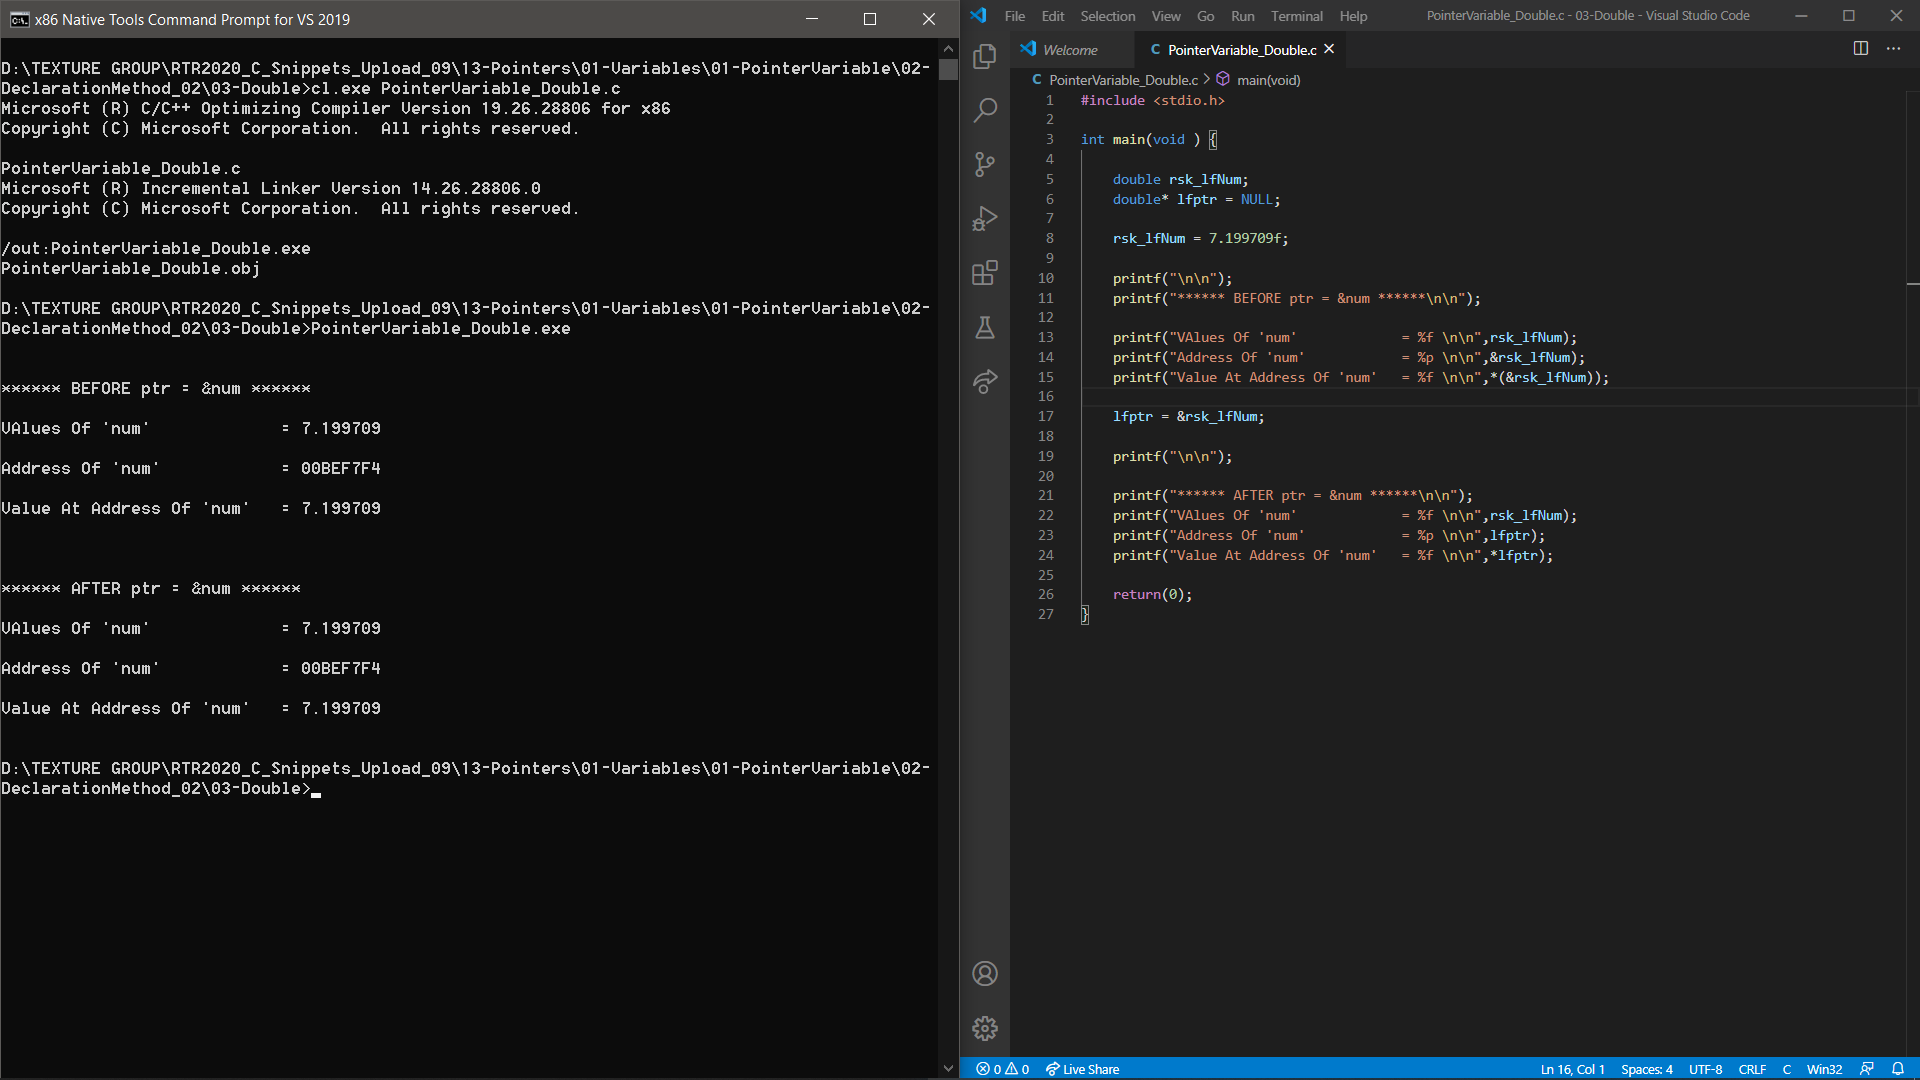 x86 Native Tools Command Prompt for VS 2019
D:\TEXTURE GROUP\RTR2020_C_Snippets_Upload_09\13-Pointers\01-Variables\01-PointerVariable\02-
DeclarationMethod_02\03-Double>cl.exe PointerVariable_Double.c
Microsoft (R) C/C++ Optimizing Compiler Version 19.26.28806 for x86
Copyright (C) Microsoft Corporation.  All rights reserved.
PointerVariable_Double.c
Microsoft (R) Incremental Linker Version 14.26.28806.0
Copyright (C) Microsoft Corporation.  All rights reserved.
/out:PointerVariable_Double.exe
PointerVariable_Double.obj
D:\TEXTURE GROUP\RTR2020_C_Snippets_Upload_09\13-Pointers\01-Variables\01-PointerVariable\02-
DeclarationMethod_02\03-Double>PointerVariable_Double.exe
****** BEFORE ptr = &num ******
VAlues Of 'num'             = 7.199709
Address Of 'num'            = 00BEF7F4
Value At Address Of 'num'   = 7.199709
****** AFTER ptr = &num ******
VAlues Of 'num'             = 7.199709
Address Of 'num'            = 00BEF7F4
Value At Address Of 'num'   = 7.199709
D:\TEXTURE GROUP\RTR2020_C_Snippets_Upload_09\13-Pointers\01-Variables\01-PointerVariable\02-
DeclarationMethod_02\03-Double>
File Edit Selection View Go Run Terminal Help PointerVariable_Double.c - 03-Double - Visual Studio Code
Welcome C PointerVariable_Double.c
C PointerVariable_Double.c > main(void)
1 #include <stdio.h>
2
3 int main(void ) {
4
5     double rsk_lfNum;
6     double* lfptr = NULL;
7
8     rsk_lfNum = 7.199709f;
9
10     printf("\n\n");
11     printf("****** BEFORE ptr = &num ******\n\n");
12
13     printf("VAlues Of 'num'             = %f \n\n",rsk_lfNum);
14     printf("Address Of 'num'            = %p \n\n",&rsk_lfNum);
15     printf("Value At Address Of 'num'   = %f \n\n",*(&rsk_lfNum));
16
17     lfptr = &rsk_lfNum;
18
19     printf("\n\n");
20
21     printf("****** AFTER ptr = &num ******\n\n");
22     printf("VAlues Of 'num'             = %f \n\n",rsk_lfNum);
23     printf("Address Of 'num'            = %p \n\n",lfptr);
24     printf("Value At Address Of 'num'   = %f \n\n",*lfptr);
25
26     return(0);
27 }
0 0 Live Share Ln 16, Col 1 Spaces: 4 UTF-8 CRLF C Win32